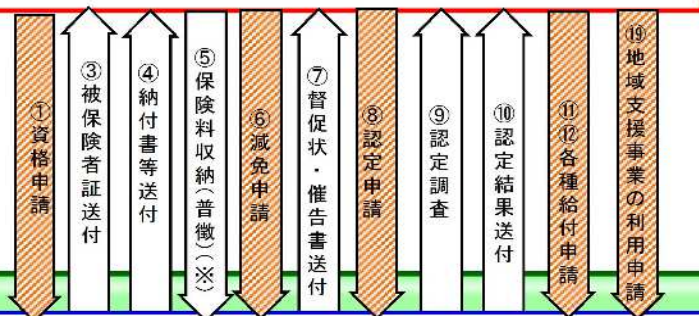 ①資格申請
③被保険者証送付
④納付書等送付
⑤保険料収納(普徴)(※)
⑥減免申請
⑦督促状・催告書送付
⑧認定申請
⑨認定調査
⑩認定結果送付
⑪⑫各種給付申請
⑲地域支援事業の利用申請